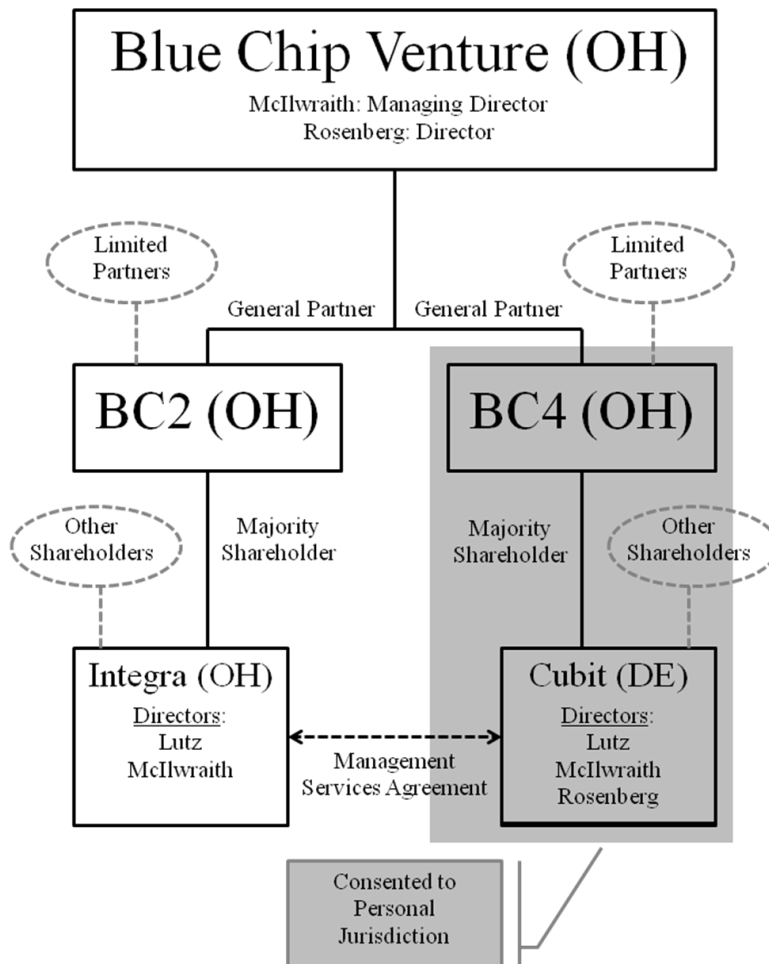 Blue Chip Venture (OH)
McIlwraith: Managing Director
Rosenberg: Director
Limited
Partners
Limited
Partners
General Partner
General Partner
BC2 (OH)
BC4 (OH)
Other
Shareholders
Majority
Shareholder
Majority
Shareholder
Other
Shareholders
Integra (OH)
Directors:
Lutz
McIlwraith
Management
Services Agreement
Cubit (DE)
Directors:
Lutz
McIlwraith
Rosenberg
Consented to
Personal
Jurisdiction